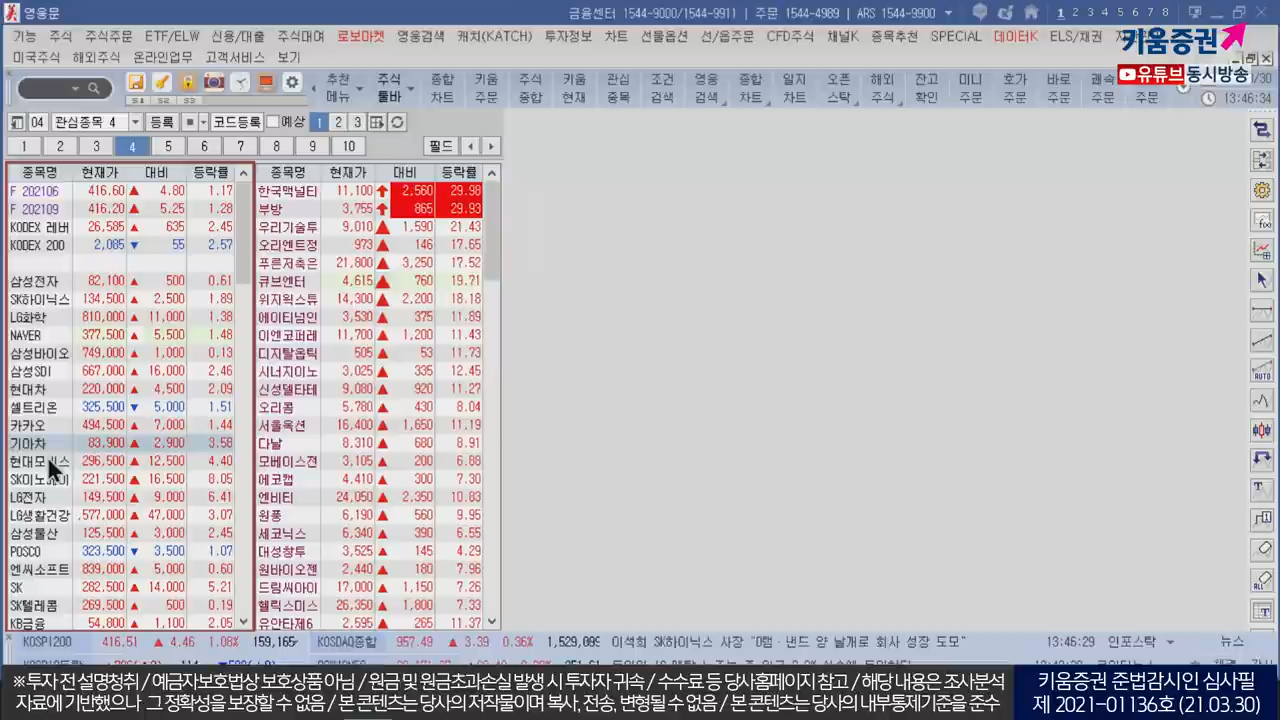 영웅문
금융센터 1544-9000/1544-9911 | 주문 1544-4989 | ARS 1544-9900
1 2 3 4 5 6 7 8
기능 주식 주식주문 ETF/ELW 신용/대출 주식대여 로보마켓 영웅검색 캐치(KATCH) 투자정보 차트 선물옵션 선/옵주문 CFD주식 채널K 종목추천 SPECIAL 데이터K ELS/채권
키움증권
미국주식 해외주식 온라인업무 고객서비스 보기
유튜브동시방송
추천메뉴 주식툴바 종합차트 키움주문 주식종합 키움현재 관심종목 조건검색 영웅검색 종합차트 일지차트 오픈스탁 해외주식 잔고확인 미니주문 호가주문 바로주문 쾌속주문 주문
S1 S2 S3
13:46:34
04 관심종목 4 등록 코드등록 예상 1 2 3
1 2 3 4 5 6 7 8 9 10 필드
종목명 현재가 대비 등락률 종목명 현재가 대비 등락률
F 202106 416.60 ▲ 4.80 1.17 한국맥널티 11,100 ↑ 2,560 29.98
F 202109 416.20 ▲ 5.25 1.28 부방 3,755 ↑ 865 29.93
KODEX 레버 26,585 ▲ 635 2.45 우리기술투 9,010 ▲ 1,590 21.43
KODEX 200 2,085 ▼ 55 2.57 오리엔트정 973 ▲ 146 17.65
푸른저축은 21,800 ▲ 3,250 17.52
삼성전자 82,100 ▲ 500 0.61 큐브엔터 4,615 ▲ 760 19.71
SK하이닉스 134,500 ▲ 2,500 1.89 위지윅스튜 14,300 ▲ 2,200 18.18
LG화학 810,000 ▲ 11,000 1.38 에이티넘인 3,530 ▲ 375 11.89
NAVER 377,500 ▲ 5,500 1.48 이엔코퍼레 11,700 ▲ 1,200 11.43
삼성바이오 749,000 ▲ 1,000 0.13 디지탈옵틱 505 ▲ 53 11.73
삼성SDI 667,000 ▲ 16,000 2.46 시너지이노 3,025 ▲ 335 12.45
현대차 220,000 ▲ 4,500 2.09 신성델타테 9,080 ▲ 920 11.27
셀트리온 325,500 ▼ 5,000 1.51 오리콤 5,780 ▲ 430 8.04
카카오 494,500 ▲ 7,000 1.44 서울옥션 16,400 ▲ 1,650 11.19
기아차 83,900 ▲ 2,900 3.58 다날 8,310 ▲ 680 8.91
현대모비스 296,500 ▲ 12,500 4.40 모베이스전 3,105 ▲ 200 6.88
SK이노베이 221,500 ▲ 16,500 8.05 에코캡 4,410 ▲ 300 7.30
LG전자 149,500 ▲ 9,000 6.41 엔비티 24,050 ▲ 2,350 10.83
LG생활건강 ,577,000 ▲ 47,000 3.07 원풍 6,190 ▲ 560 9.95
삼성물산 125,500 ▲ 3,000 2.45 세코닉스 6,340 ▲ 390 6.55
POSCO 323,500 ▼ 3,500 1.07 대성창투 3,525 ▲ 145 4.29
엔씨소프트 839,000 ▲ 5,000 0.60 원바이오젠 2,440 ▲ 180 7.96
SK 282,500 ▲ 14,000 5.21 드림씨아이 17,000 ▲ 1,150 7.26
SK텔레콤 269,500 ▲ 500 0.19 헬릭스미스 26,350 ▲ 1,800 7.33
KB금융 54,800 ▲ 1,100 2.05 유안타제6 2,595 ▲ 265 11.37
KOSPI200 416.51 ▲ 4.46 1.08% 159,165 KOSDAQ종합 957.49 ▲ 3.39 0.36% 1,529,099 이석희 SK하이닉스 사장 "D램·낸드 양 날개로 회사 성장 도모" 13:46:29 인포스탁 뉴스
※투자 전 설명청취 / 예금자보호법상 보호상품 아님 / 원금 및 원금초과손실 발생 시 투자자 귀속 / 수수료 등 당사홈페이지 참고 / 해당 내용은 조사분석
자료에 기반했으나 그 정확성을 보장할 수 없음 / 본 콘텐츠는 당사의 저작물이며 복사, 전송, 변형될 수 없음 / 본 콘텐츠는 당사의 내부통제기준을 준수
키움증권 준법감시인 심사필
제 2021-01136호 (21.03.30)